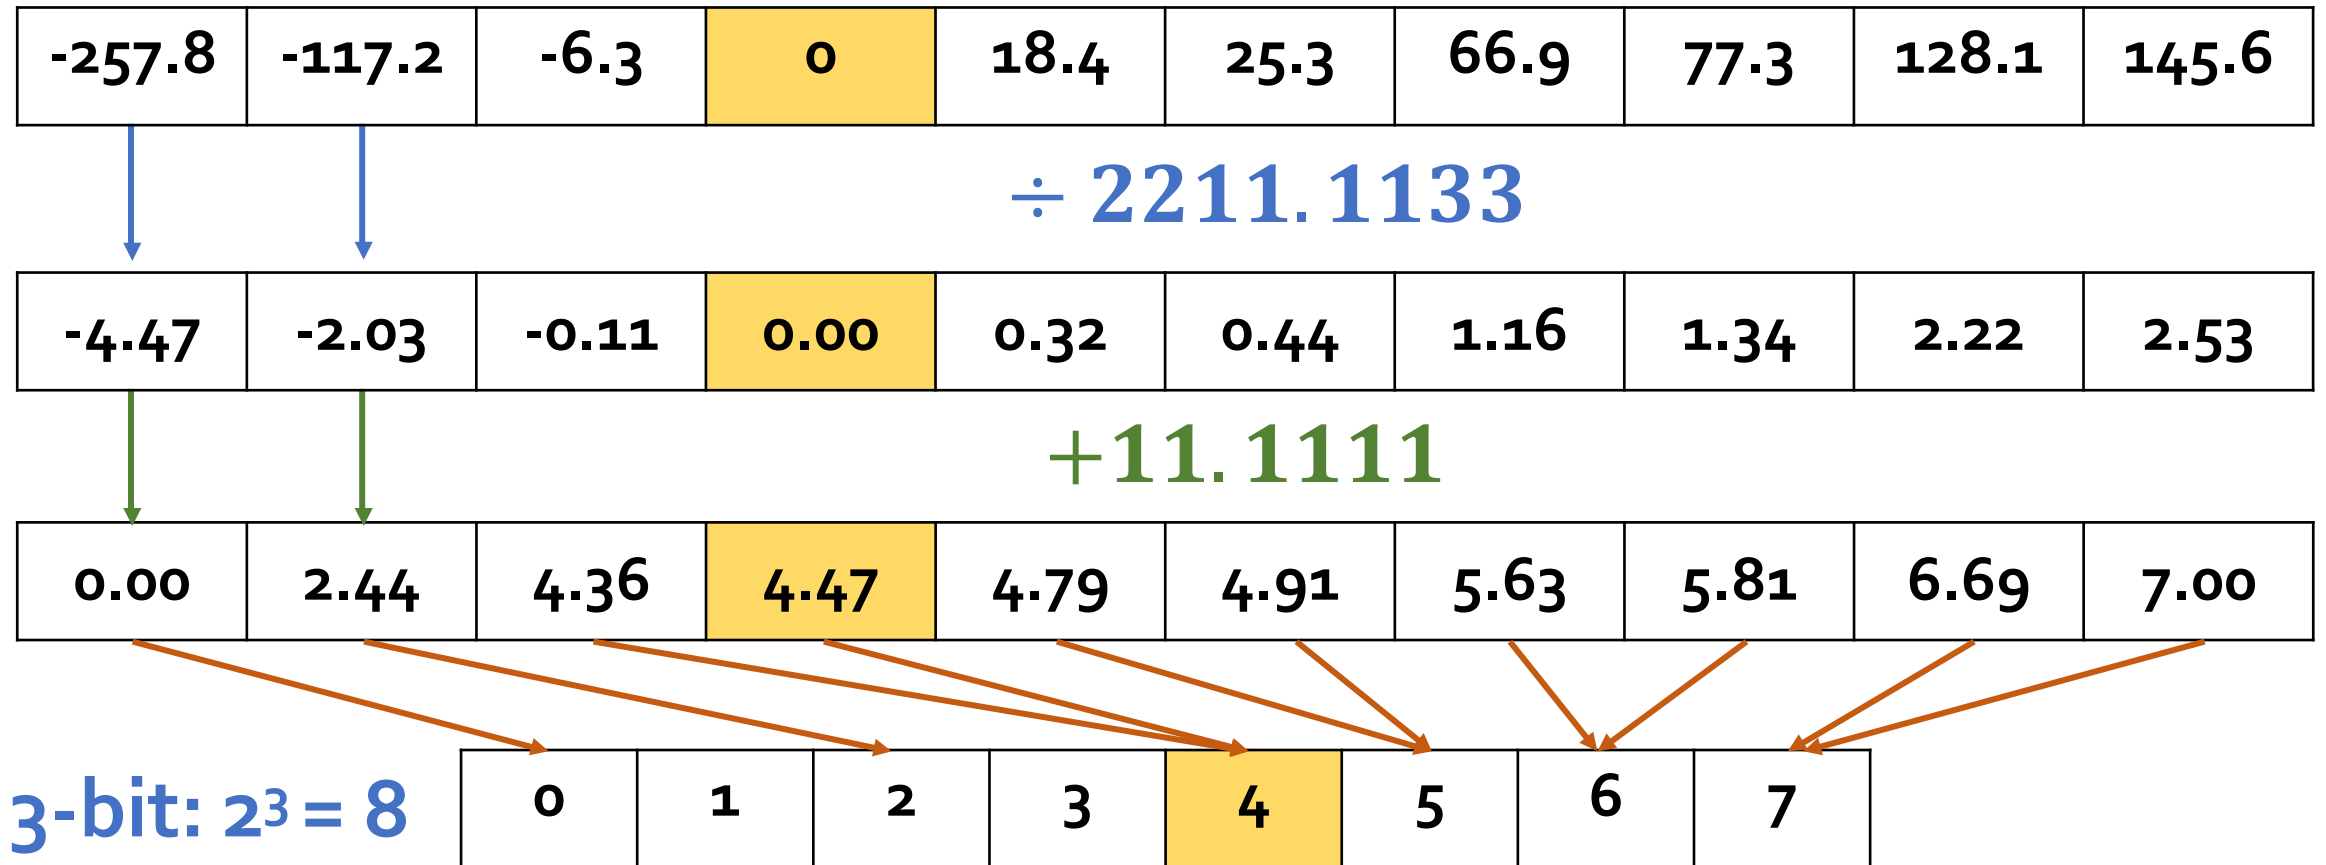 -257.8 -117.2 -6.3 0 18.4 25.3 66.9 77.3 128.1 145.6
÷ 2211.1133
-4.47 -2.03 -0.11 0.00 0.32 0.44 1.16 1.34 2.22 2.53
+11.1111
0.00 2.44 4.36 4.47 4.79 4.91 5.63 5.81 6.69 7.00
3-bit: 2³ = 8 0 1 2 3 4 5 6 7